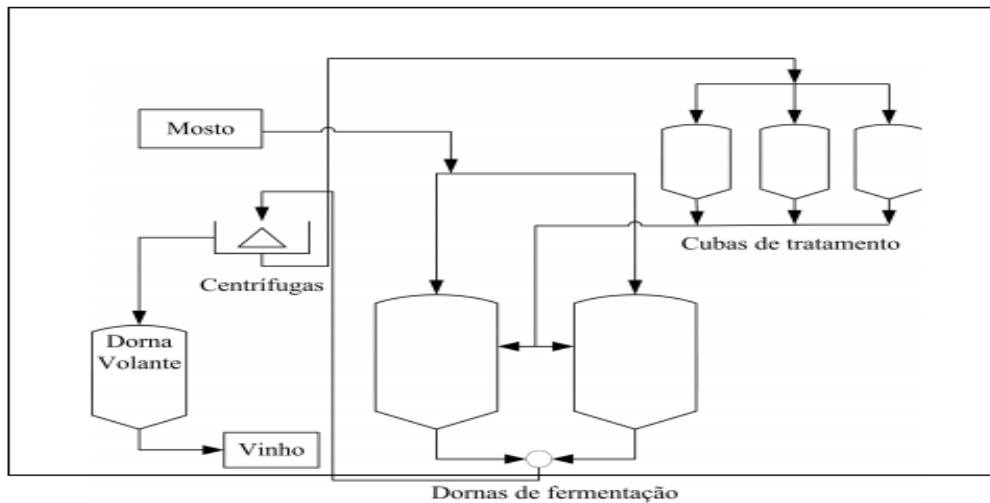 Mosto
Cubas de tratamento
Centrífugas
Dorna
Volante
Vinho
Dornas de fermentação